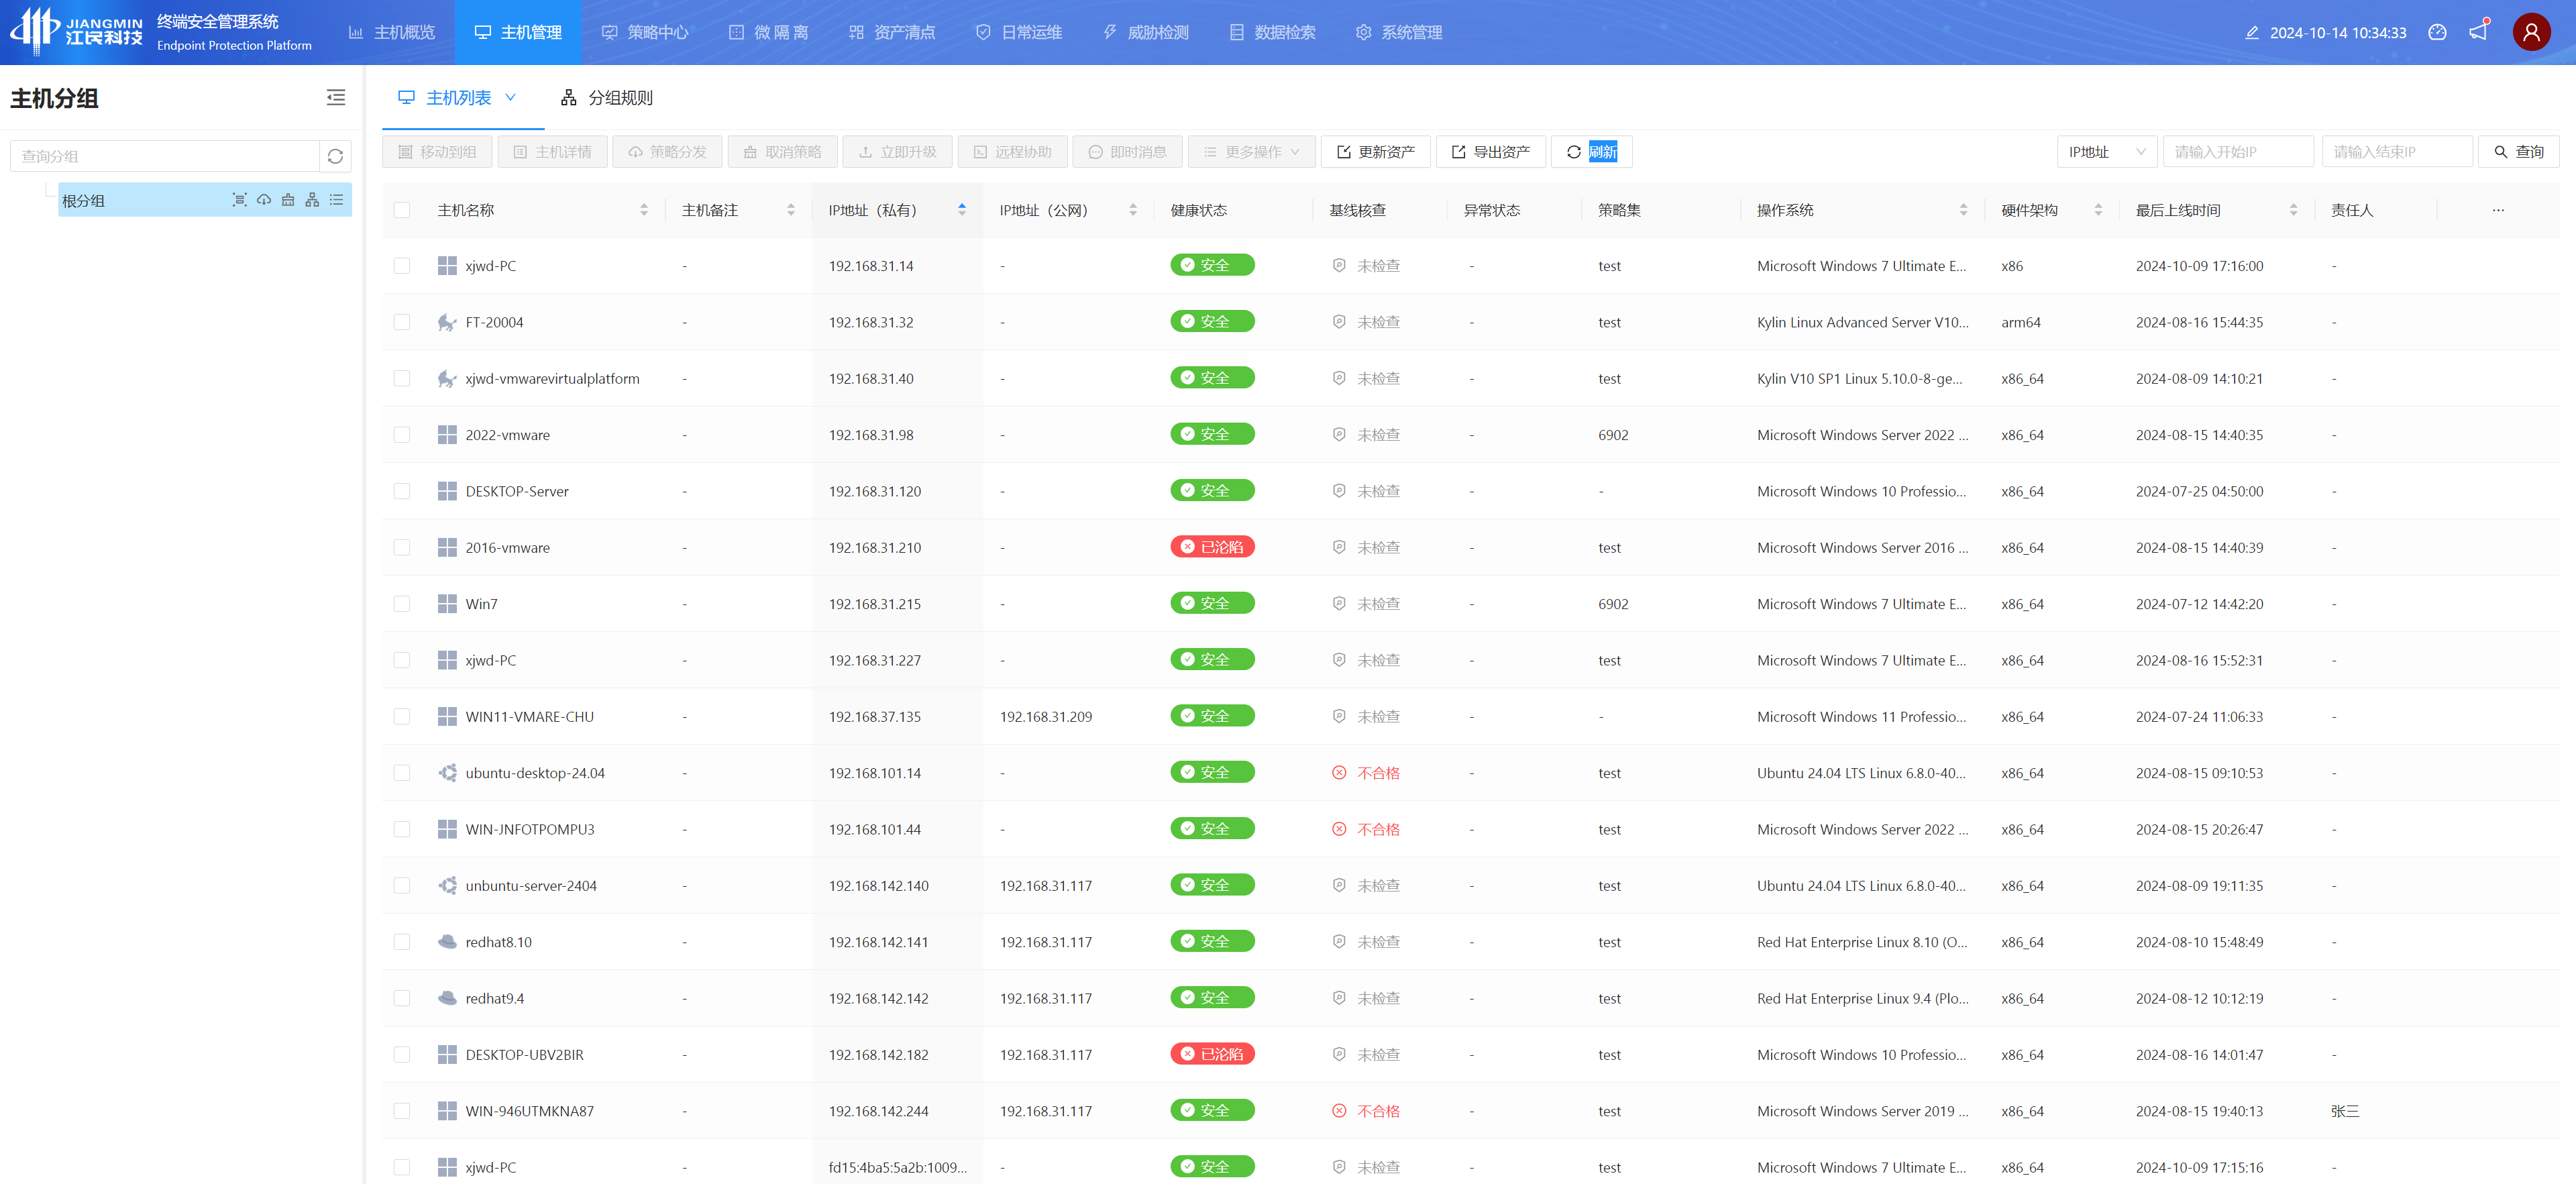 JIANGMIN
江民科技
终端安全管理系统
Endpoint Protection Platform
主机概览 主机管理 策略中心 微隔离 资产清点 日常运维 威胁检测 数据检索 系统管理 2024-10-14 10:34:33
主机分组
主机列表 分组规则
查询分组
根分组
移动到组 主机详情 策略分发 取消策略 立即升级 远程协助 即时消息 更多操作 更新资产 导出资产 刷新 IP地址 请输入开始IP 请输入结束IP 查询
主机名称 主机备注 IP地址（私有） IP地址（公网） 健康状态 基线核查 异常状态 策略集 操作系统 硬件架构 最后上线时间 责任人 ...
xjwd-PC - 192.168.31.14 - 安全 未检查 - test Microsoft Windows 7 Ultimate E... x86 2024-10-09 17:16:00 -
FT-20004 - 192.168.31.32 - 安全 未检查 - test Kylin Linux Advanced Server V10... arm64 2024-08-16 15:44:35 -
xjwd-vmwarevirtualplatform - 192.168.31.40 - 安全 未检查 - test Kylin V10 SP1 Linux 5.10.0-8-ge... x86_64 2024-08-09 14:10:21 -
2022-vmware - 192.168.31.98 - 安全 未检查 - 6902 Microsoft Windows Server 2022 ... x86_64 2024-08-15 14:40:35 -
DESKTOP-Server - 192.168.31.120 - 安全 未检查 - - Microsoft Windows 10 Professio... x86_64 2024-07-25 04:50:00 -
2016-vmware - 192.168.31.210 - 已沦陷 未检查 - test Microsoft Windows Server 2016 ... x86_64 2024-08-15 14:40:39 -
Win7 - 192.168.31.215 - 安全 未检查 - 6902 Microsoft Windows 7 Ultimate E... x86_64 2024-07-12 14:42:20 -
xjwd-PC - 192.168.31.227 - 安全 未检查 - test Microsoft Windows 7 Ultimate E... x86_64 2024-08-16 15:52:31 -
WIN11-VMARE-CHU - 192.168.37.135 192.168.31.209 安全 未检查 - - Microsoft Windows 11 Professio... x86_64 2024-07-24 11:06:33 -
ubuntu-desktop-24.04 - 192.168.101.14 - 安全 不合格 - test Ubuntu 24.04 LTS Linux 6.8.0-40... x86_64 2024-08-15 09:10:53 -
WIN-JNFOTPOMPU3 - 192.168.101.44 - 安全 不合格 - test Microsoft Windows Server 2022 ... x86_64 2024-08-15 20:26:47 -
unbuntu-server-2404 - 192.168.142.140 192.168.31.117 安全 未检查 - test Ubuntu 24.04 LTS Linux 6.8.0-40... x86_64 2024-08-09 19:11:35 -
redhat8.10 - 192.168.142.141 192.168.31.117 安全 未检查 - test Red Hat Enterprise Linux 8.10 (O... x86_64 2024-08-10 15:48:49 -
redhat9.4 - 192.168.142.142 192.168.31.117 安全 未检查 - test Red Hat Enterprise Linux 9.4 (Plo... x86_64 2024-08-12 10:12:19 -
DESKTOP-UBV2BIR - 192.168.142.182 192.168.31.117 已沦陷 未检查 - test Microsoft Windows 10 Professio... x86_64 2024-08-16 14:01:47 -
WIN-946UTMKNA87 - 192.168.142.244 192.168.31.117 安全 不合格 - test Microsoft Windows Server 2019 ... x86_64 2024-08-15 19:40:13 张三
xjwd-PC - fd15:4ba5:5a2b:1009... - 安全 未检查 - test Microsoft Windows 7 Ultimate E... x86_64 2024-10-09 17:15:16 -